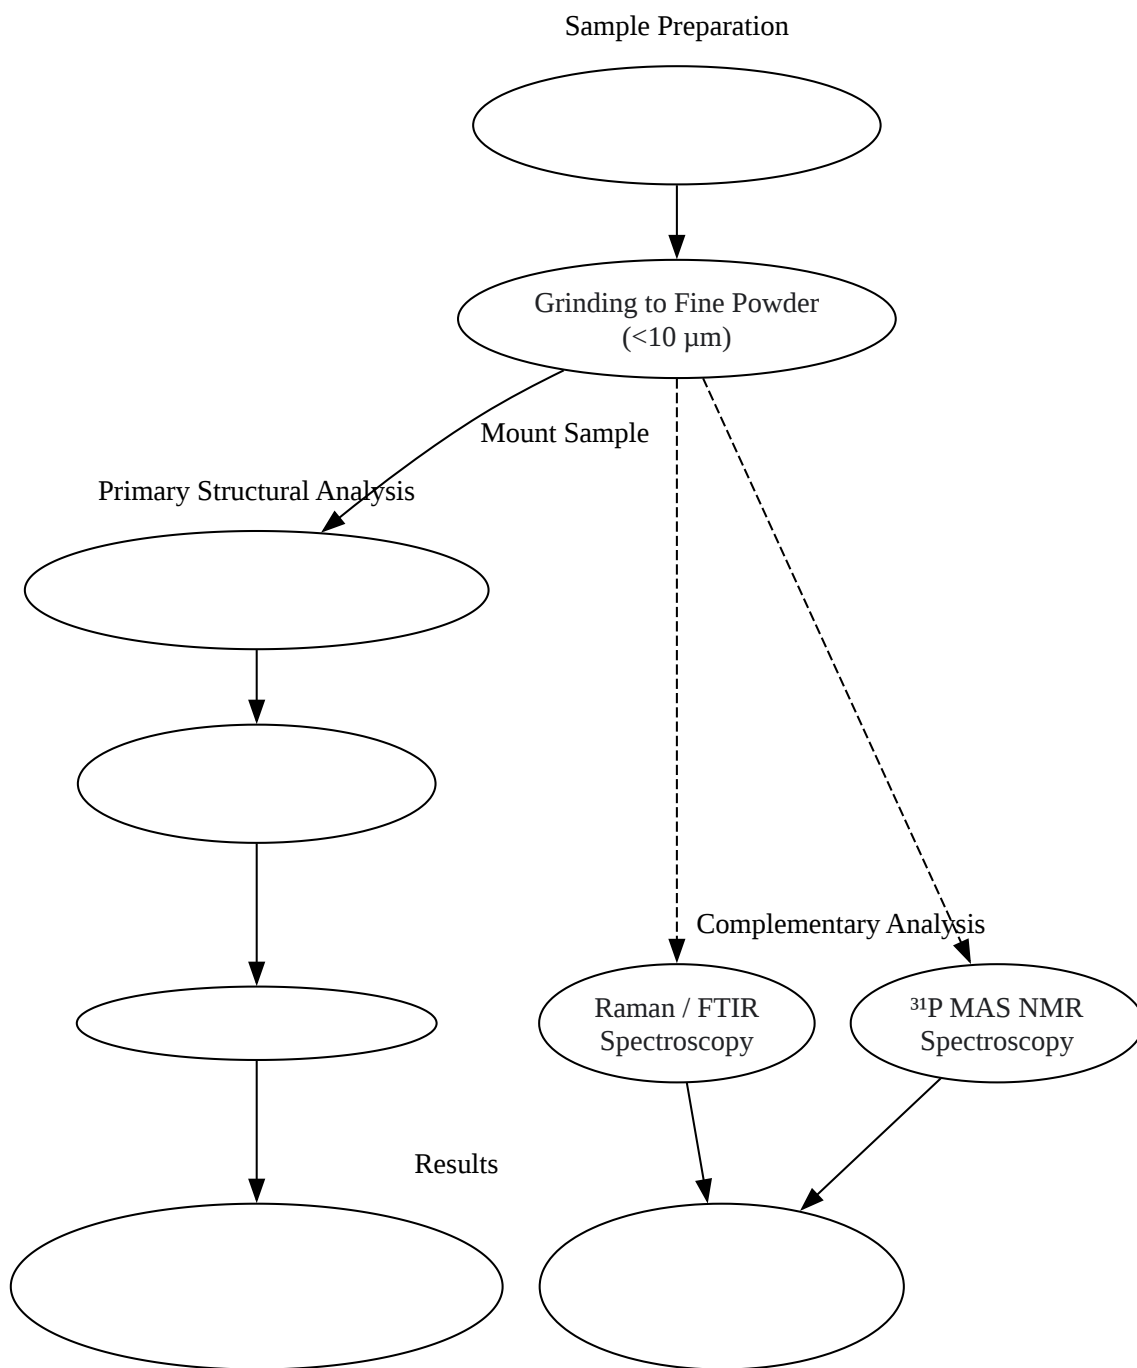 Sample Preparation
Grinding to Fine Powder
(<10 µm)
Mount Sample
Primary Structural Analysis
Complementary Analysis
Raman / FTIR
Spectroscopy
³¹P MAS NMR
Spectroscopy
Results